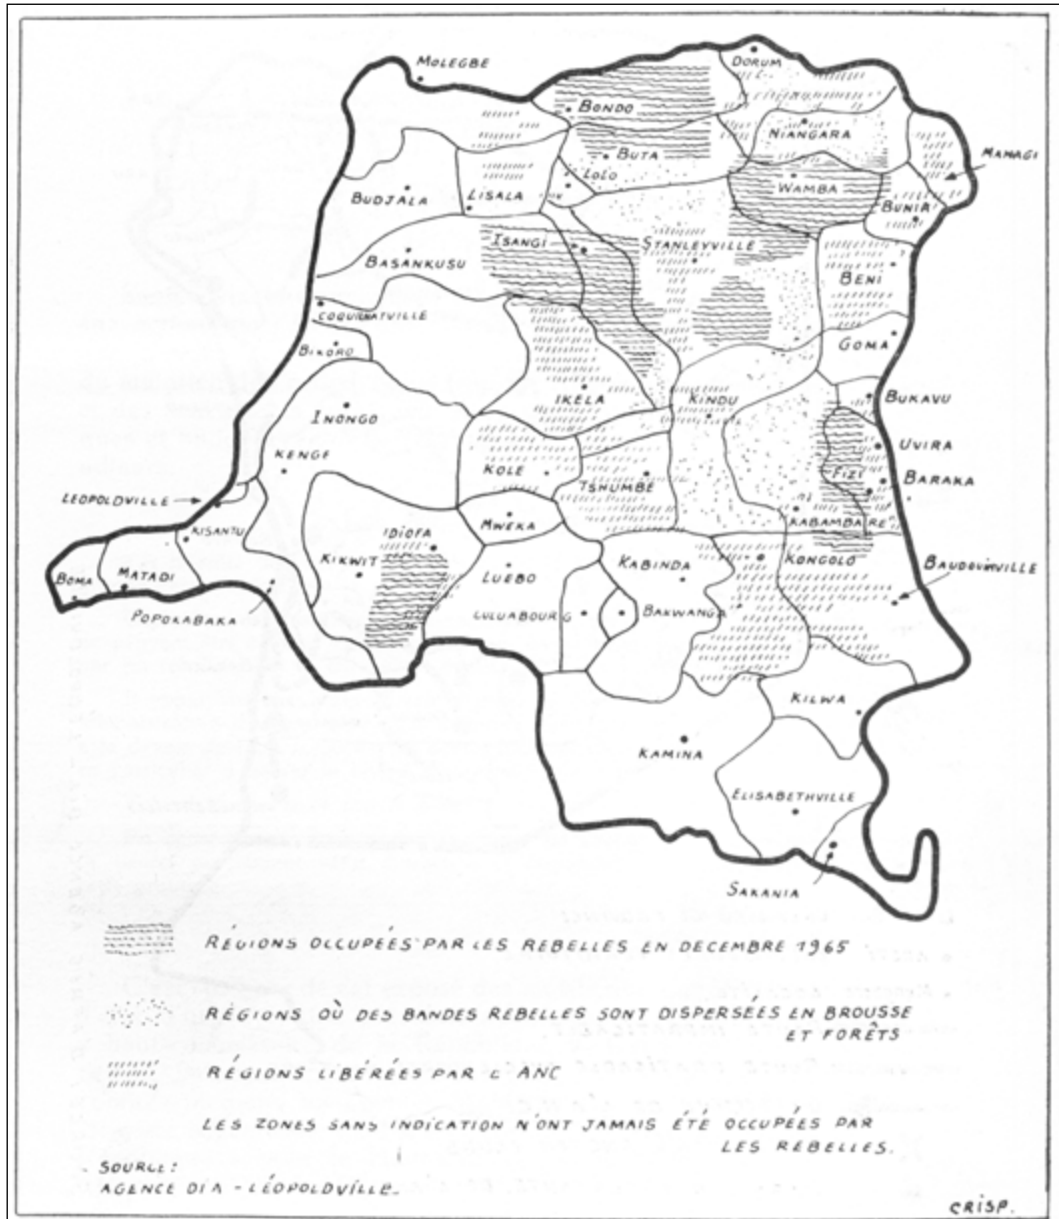 MOLEGBE
DORUM
BONDO
NIANGARA
MAHAGI
BUTA
LOLO
WAMBA
BUDJALA
LISALA
BUNIA
ISANGI
STANLEYVILLE
BASANKUSU
BENI
COQUILHATVILLE
GOMA
BIKORO
IKELA
KINDU
BUKAVU
INONGO
UVIRA
KENGE
KOLE
FIZI
BARAKA
TSHUMBE
LÉOPOLDVILLE
KABAMBARE
MWEKA
KISANTU
IDIOFA
KIKWIT
KABINDA
KONGOLO
BAUDOUINVILLE
BOMA
MATADI
LUEBO
POPOKABAKA
LULUABOURG
BAKWANGA
KILWA
KAMINA
ELISABETHVILLE
SAKANIA
RÉGIONS OCCUPÉES PAR LES REBELLES EN DECEMBRE 1965
RÉGIONS OÙ DES BANDES REBELLES SONT DISPERSÉES EN BROUSSE
ET FORÊTS
RÉGIONS LIBÉRÉES PAR L'ANC
LES ZONES SANS INDICATION N'ONT JAMAIS ÉTÉ OCCUPÉES PAR
LES REBELLES.
SOURCE:
AGENCE DIA - LÉOPOLDVILLE-
CRISP.